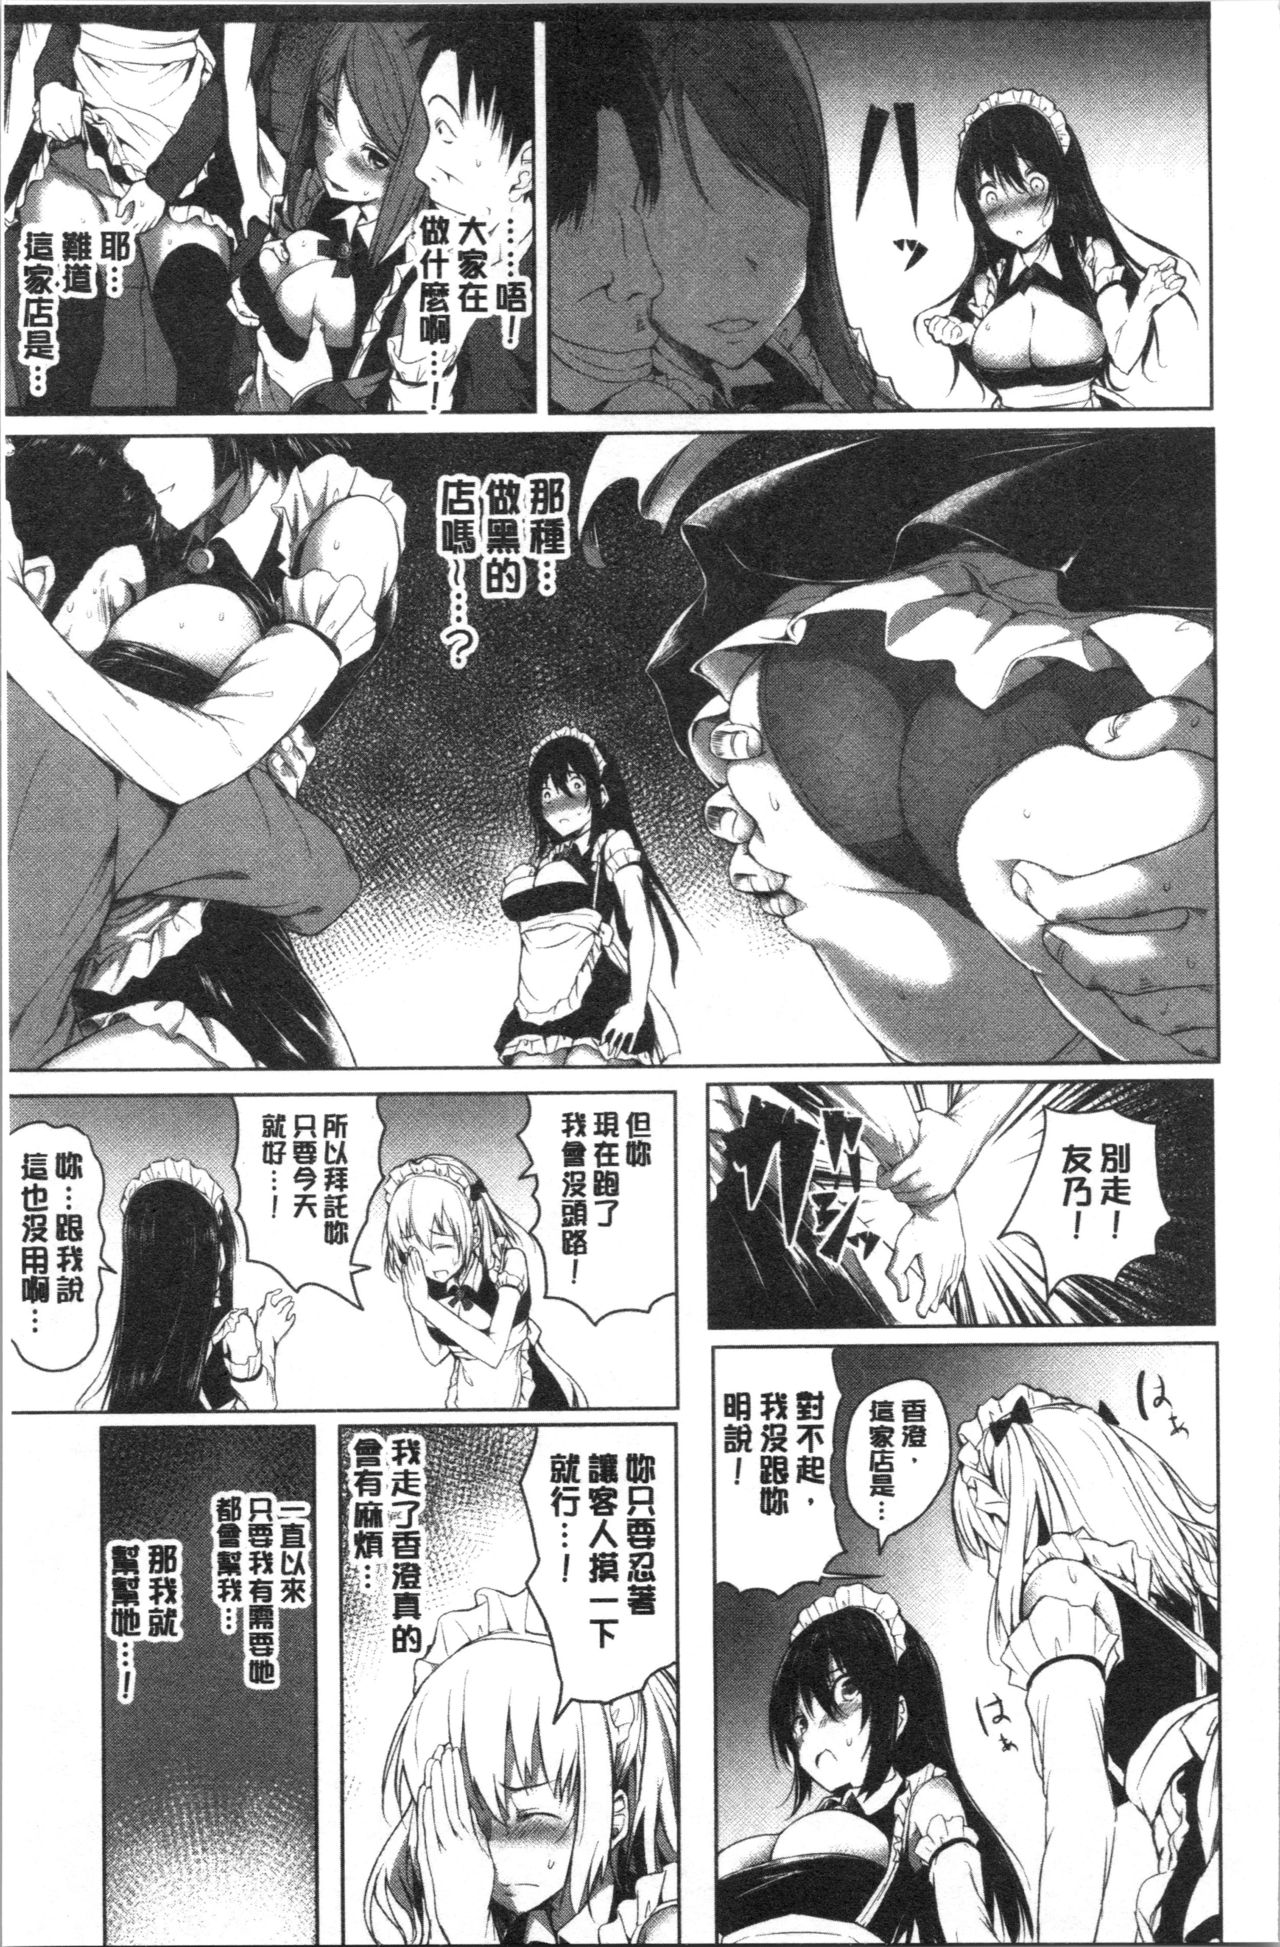 バッ
………唔！
大家在
做什麼啊…！
耶…
難道
這家店是…
那種…
做黑的
店嗎～…？
別走！
友乃！
但妳
現在跑了
我會沒頭路！
所以拜託妳
只要今天
就好…！
妳…跟我說
這也沒用啊…
はぁ
香澄，
這家店是…
對不起，
我沒跟妳
明說！
はぁ
妳只要忍著
讓客人摸一下
就行…！
我走了香澄真的
會有麻煩…
一直以來
只要我有需要她
都會幫我…
那我就
幫幫她…！